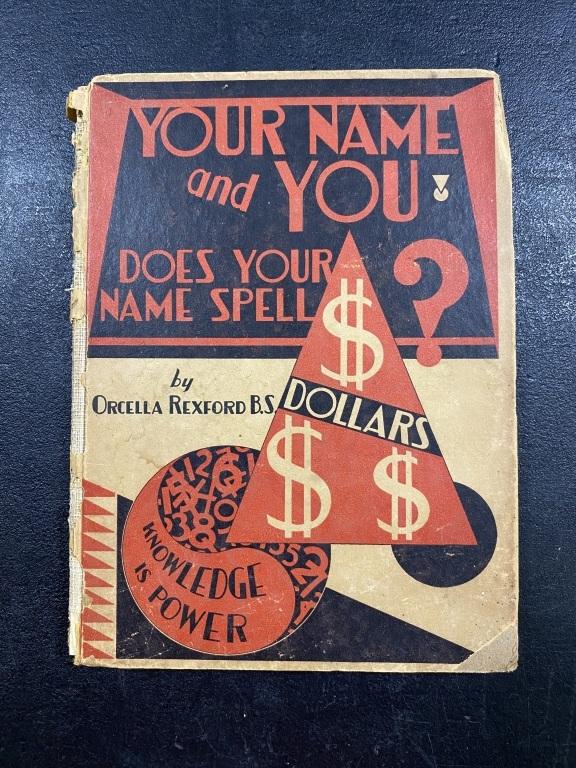 YOUR NAME
and YOU!
DOES YOUR
NAME SPELL
?
$
DOLLARS
$ $
by
ORCELLA REXFORD B.S.
KNOWLEDGE
IS POWER